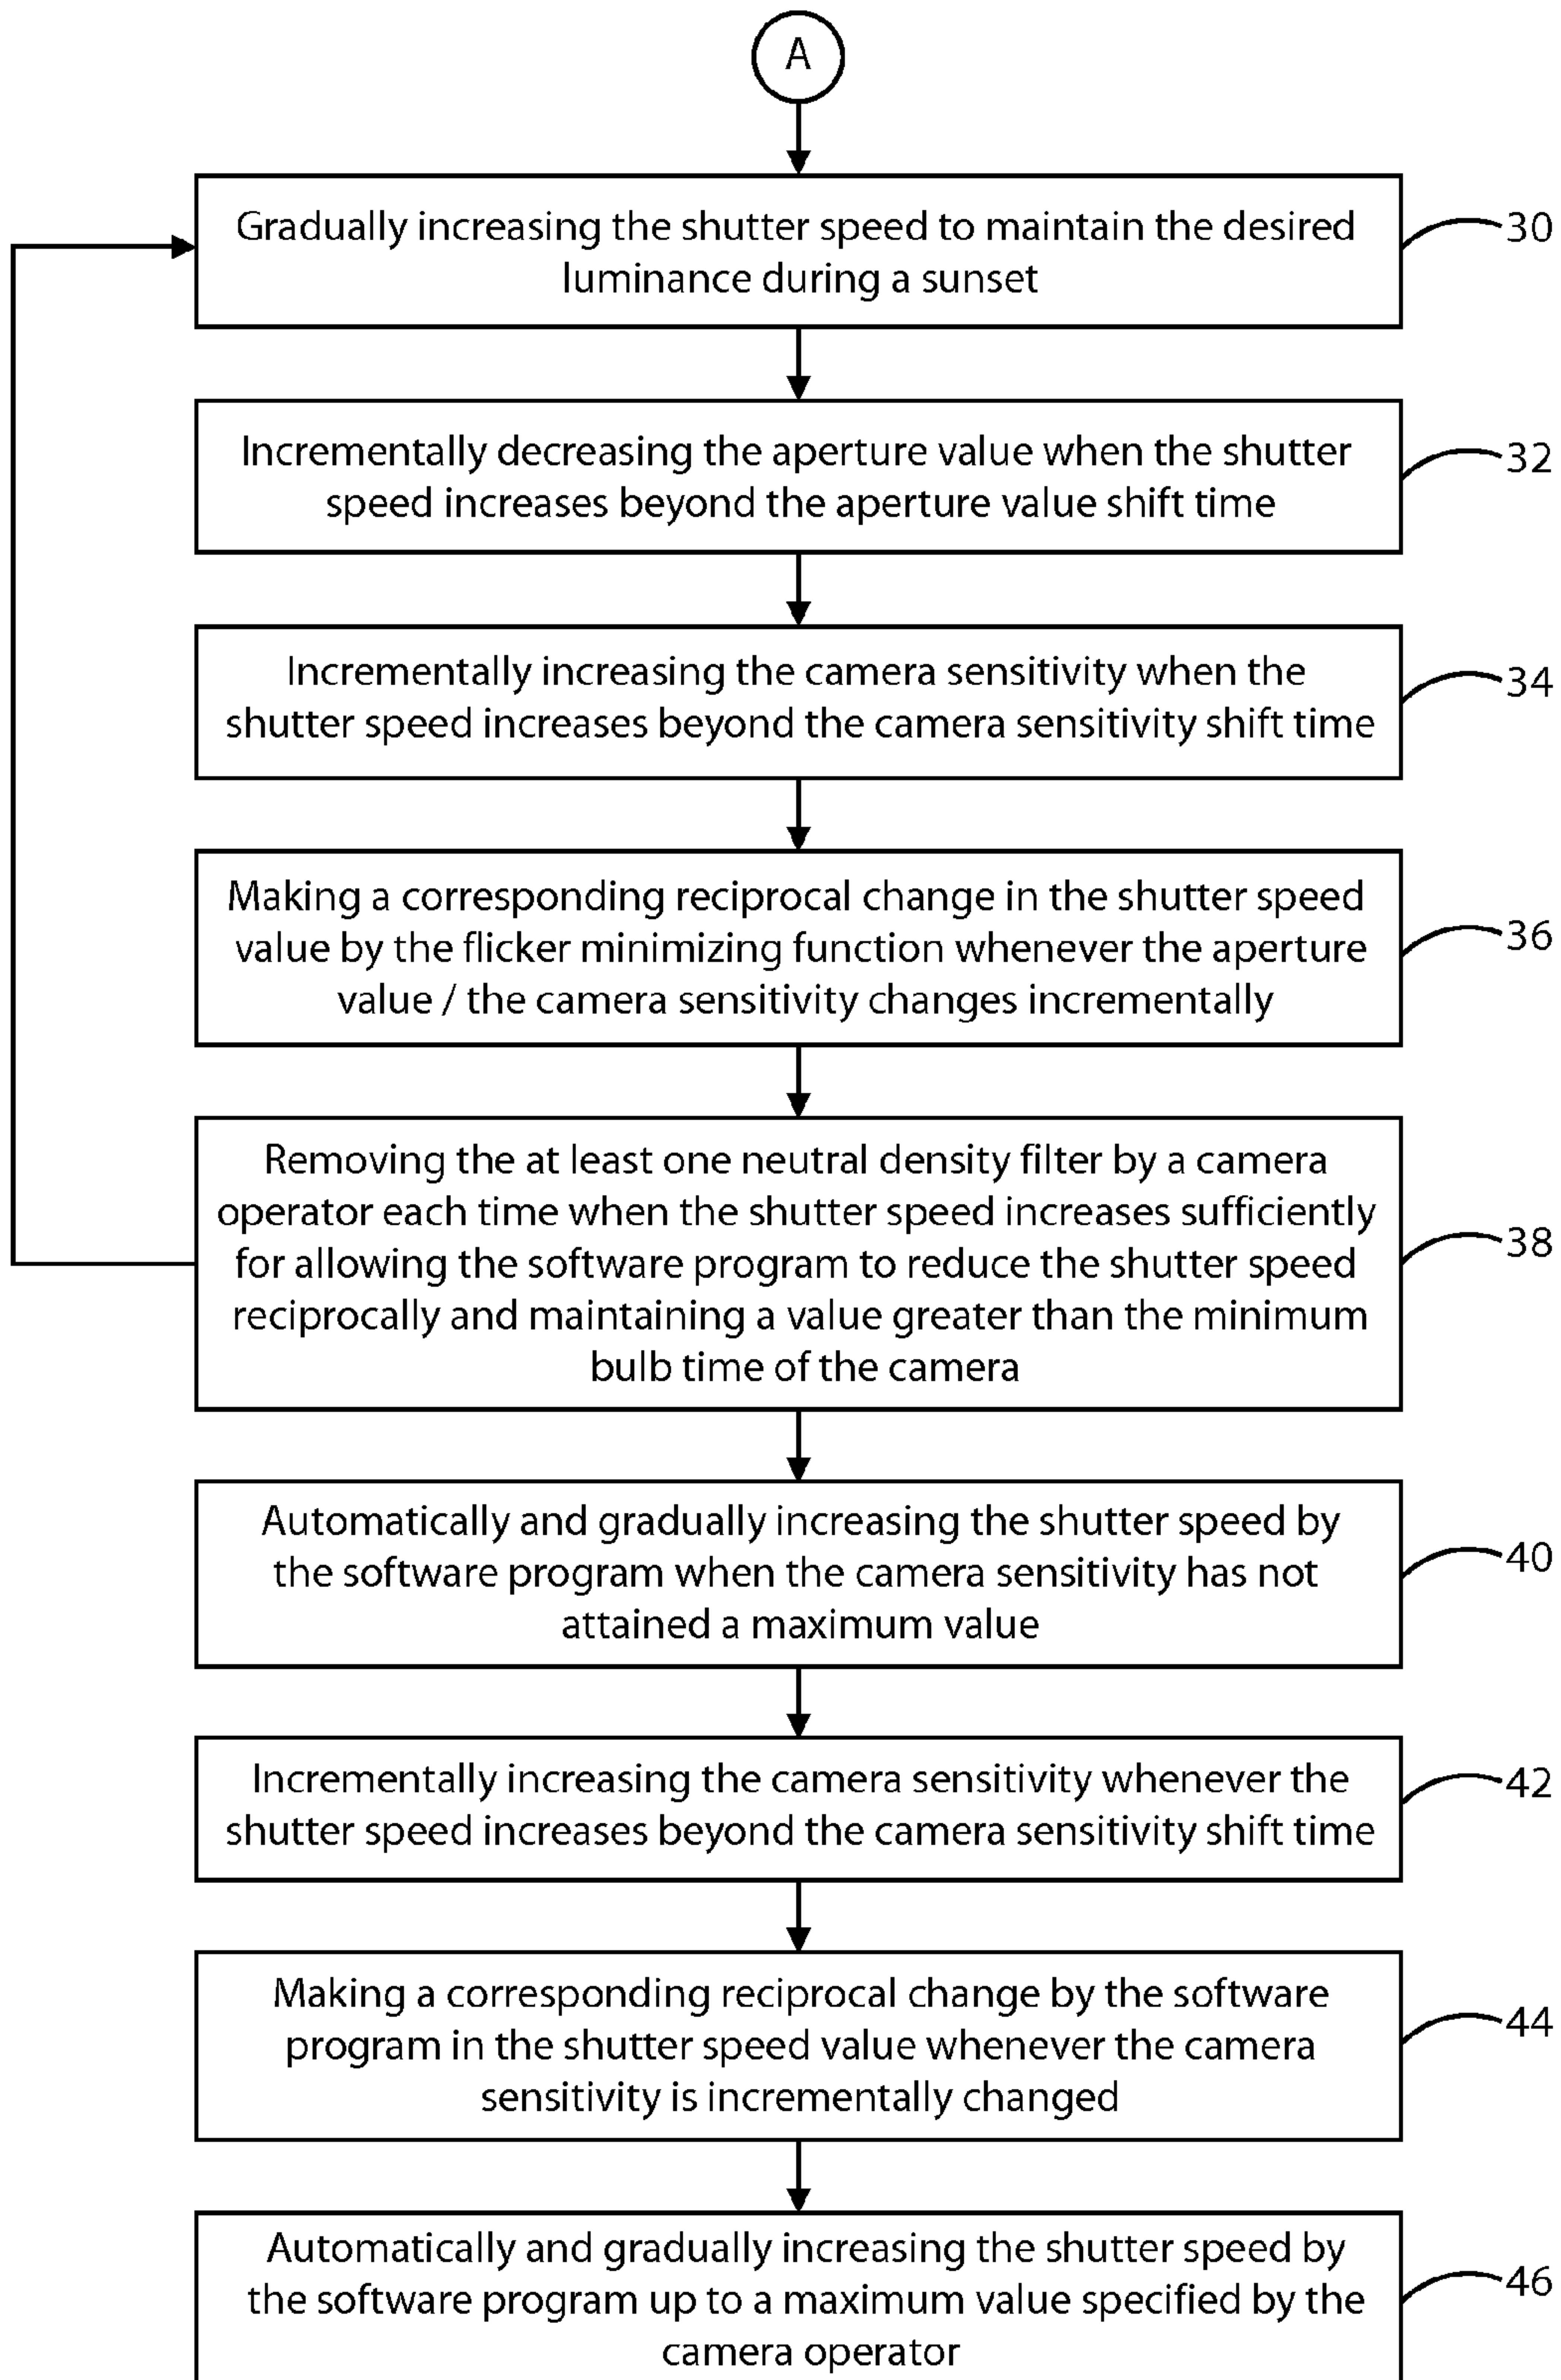 A
Gradually increasing the shutter speed to maintain the desired
luminance during a sunset
30
Incrementally decreasing the aperture value when the shutter
speed increases beyond the aperture value shift time
32
Incrementally increasing the camera sensitivity when the
shutter speed increases beyond the camera sensitivity shift time
34
Making a corresponding reciprocal change in the shutter speed
value by the flicker minimizing function whenever the aperture
value / the camera sensitivity changes incrementally
36
Removing the at least one neutral density filter by a camera
operator each time when the shutter speed increases sufficiently
for allowing the software program to reduce the shutter speed
reciprocally and maintaining a value greater than the minimum
bulb time of the camera
38
Automatically and gradually increasing the shutter speed by
the software program when the camera sensitivity has not
attained a maximum value
40
Incrementally increasing the camera sensitivity whenever the
shutter speed increases beyond the camera sensitivity shift time
42
Making a corresponding reciprocal change by the software
program in the shutter speed value whenever the camera
sensitivity is incrementally changed
44
Automatically and gradually increasing the shutter speed by
the software program up to a maximum value specified by the
camera operator
46